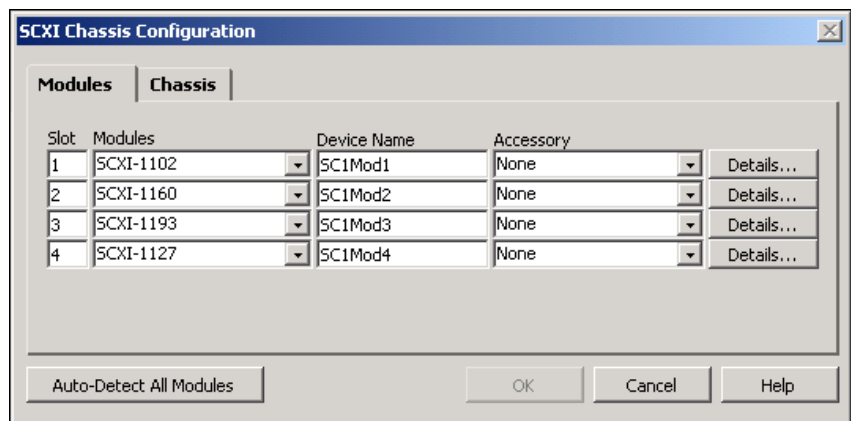 SCXI Chassis Configuration
Modules Chassis
Slot Modules Device Name Accessory
1 SCXI-1102 SC1Mod1 None Details...
2 SCXI-1160 SC1Mod2 None Details...
3 SCXI-1193 SC1Mod3 None Details...
4 SCXI-1127 SC1Mod4 None Details...
Auto-Detect All Modules OK Cancel Help